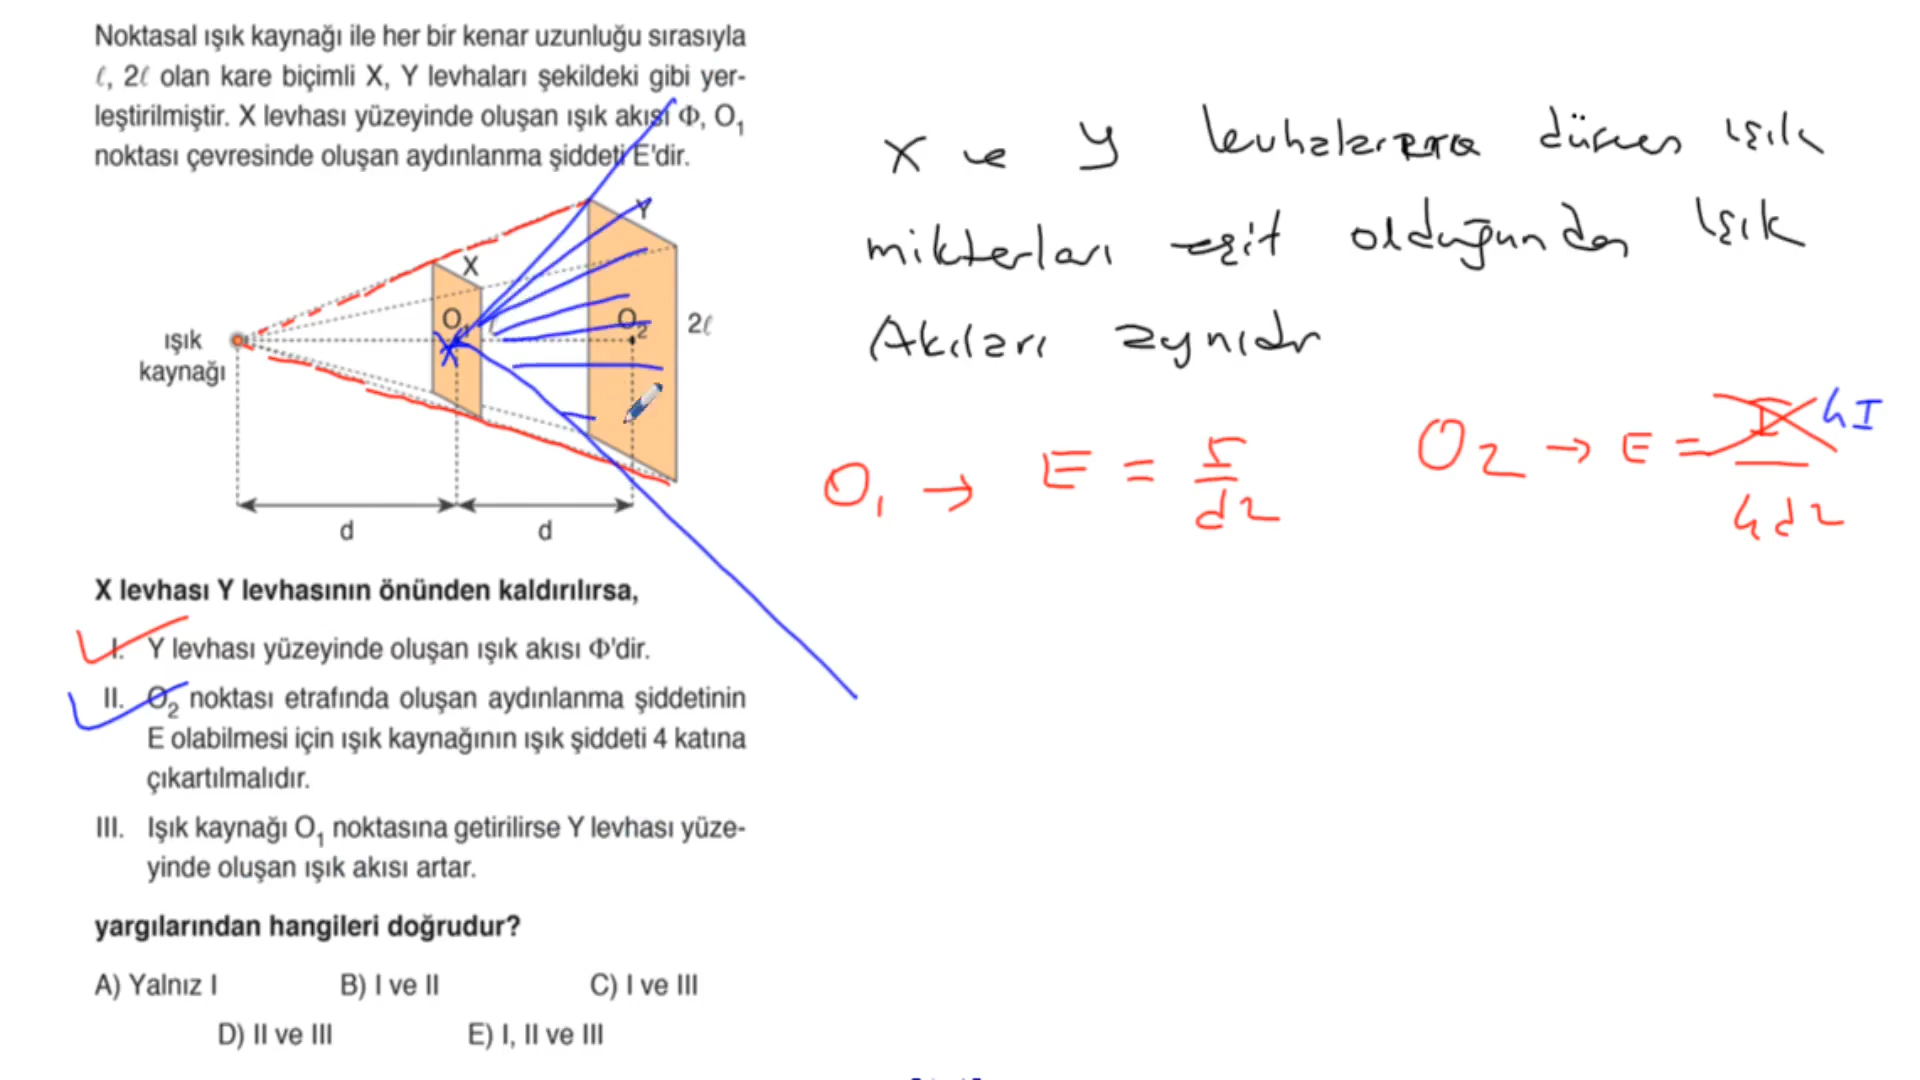 Noktasal ışık kaynağı ile her bir kenar uzunluğu sırasıyla
ℓ, 2ℓ olan kare biçimli X, Y levhaları şekildeki gibi yer-
leştirilmiştir. X levhası yüzeyinde oluşan ışık akısı Φ, O₁
noktası çevresinde oluşan aydınlanma şiddeti E'dir.
Y
X
O₁
O₂
2ℓ
ışık
kaynağı
d
d
X levhası Y levhasının önünden kaldırılırsa,
I. Y levhası yüzeyinde oluşan ışık akısı Φ'dir.
II. O₂ noktası etrafında oluşan aydınlanma şiddetinin
E olabilmesi için ışık kaynağının ışık şiddeti 4 katına
çıkartılmalıdır.
III. Işık kaynağı O₁ noktasına getirilirse Y levhası yüze-
yinde oluşan ışık akısı artar.
yargılarından hangileri doğrudur?
A) Yalnız I B) I ve II C) I ve III
D) II ve III E) I, II ve III
X ve Y levhalarına düşen ışık
mikterları eşit olduğundan Işık
Akıları aynıdır
O₁ → E = I / d²
O₂ → E = I 4I / 4d²